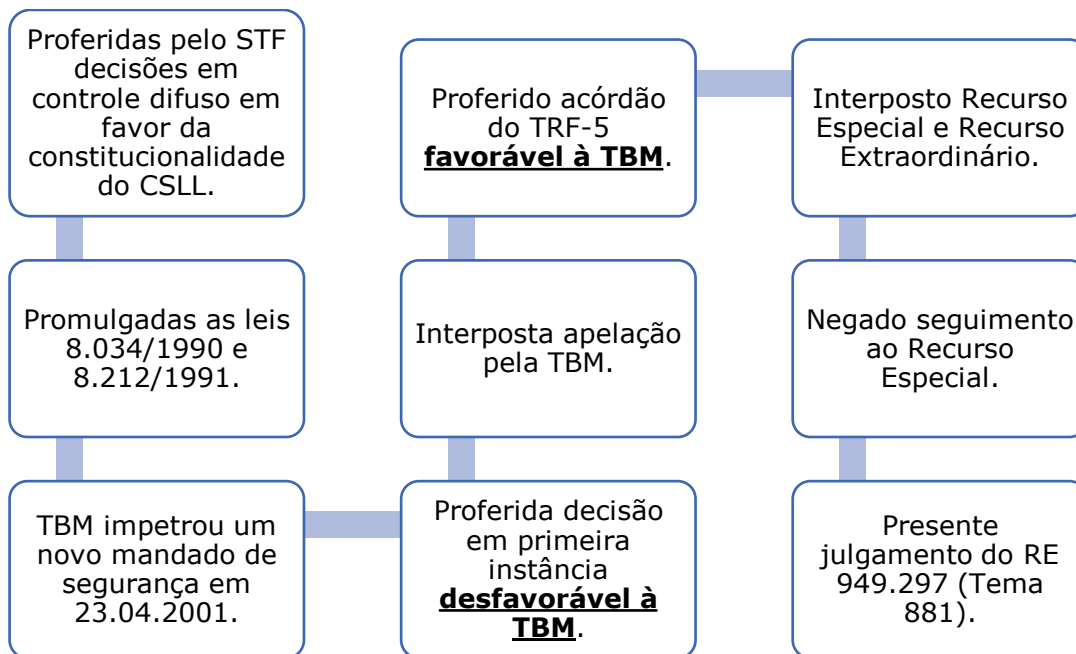 Proferidas pelo STF
decisões em
controle difuso em
favor da
constitucionalidade
do CSLL.
Promulgadas as leis
8.034/1990 e
8.212/1991.
TBM impetrou um
novo mandado de
segurança em
23.04.2001.
Proferida decisão
em primeira
instância
desfavorável à
TBM.
Interposta apelação
pela TBM.
Proferido acórdão
do TRF-5
favorável à TBM.
Interposto Recurso
Especial e Recurso
Extraordinário.
Negado seguimento
ao Recurso
Especial.
Presente
julgamento do RE
949.297 (Tema
881).